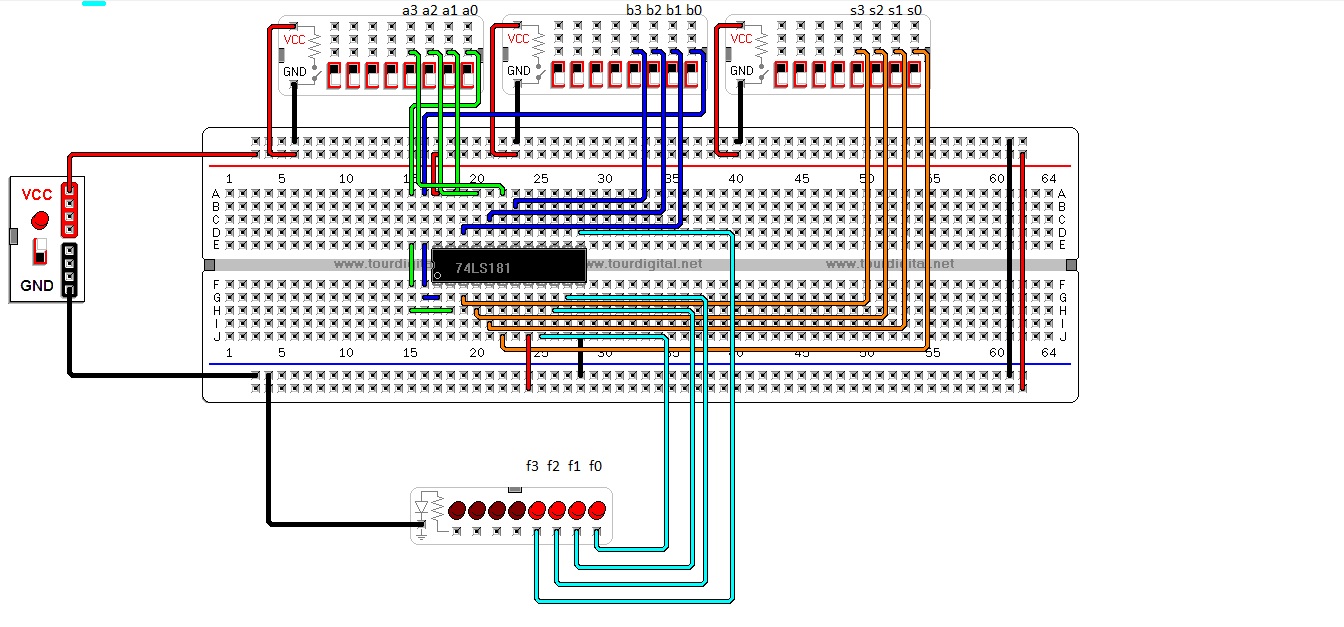 a3 a2 a1 a0
b3 b2 b1 b0
s3 s2 s1 s0
VCC
GND
VCC
GND
VCC
GND
1 5 10 15 20 25 30 35 40 45 50 55 60 64
A A
B B
C C
D D
E E
VCC
GND
www.tourdigital
74LS181
www.tourdigital.net
www.tourdigital.net
F F
G G
H H
I I
J J
1 5 10 15 20 25 30 35 40 45 50 55 60 64
f3 f2 f1 f0